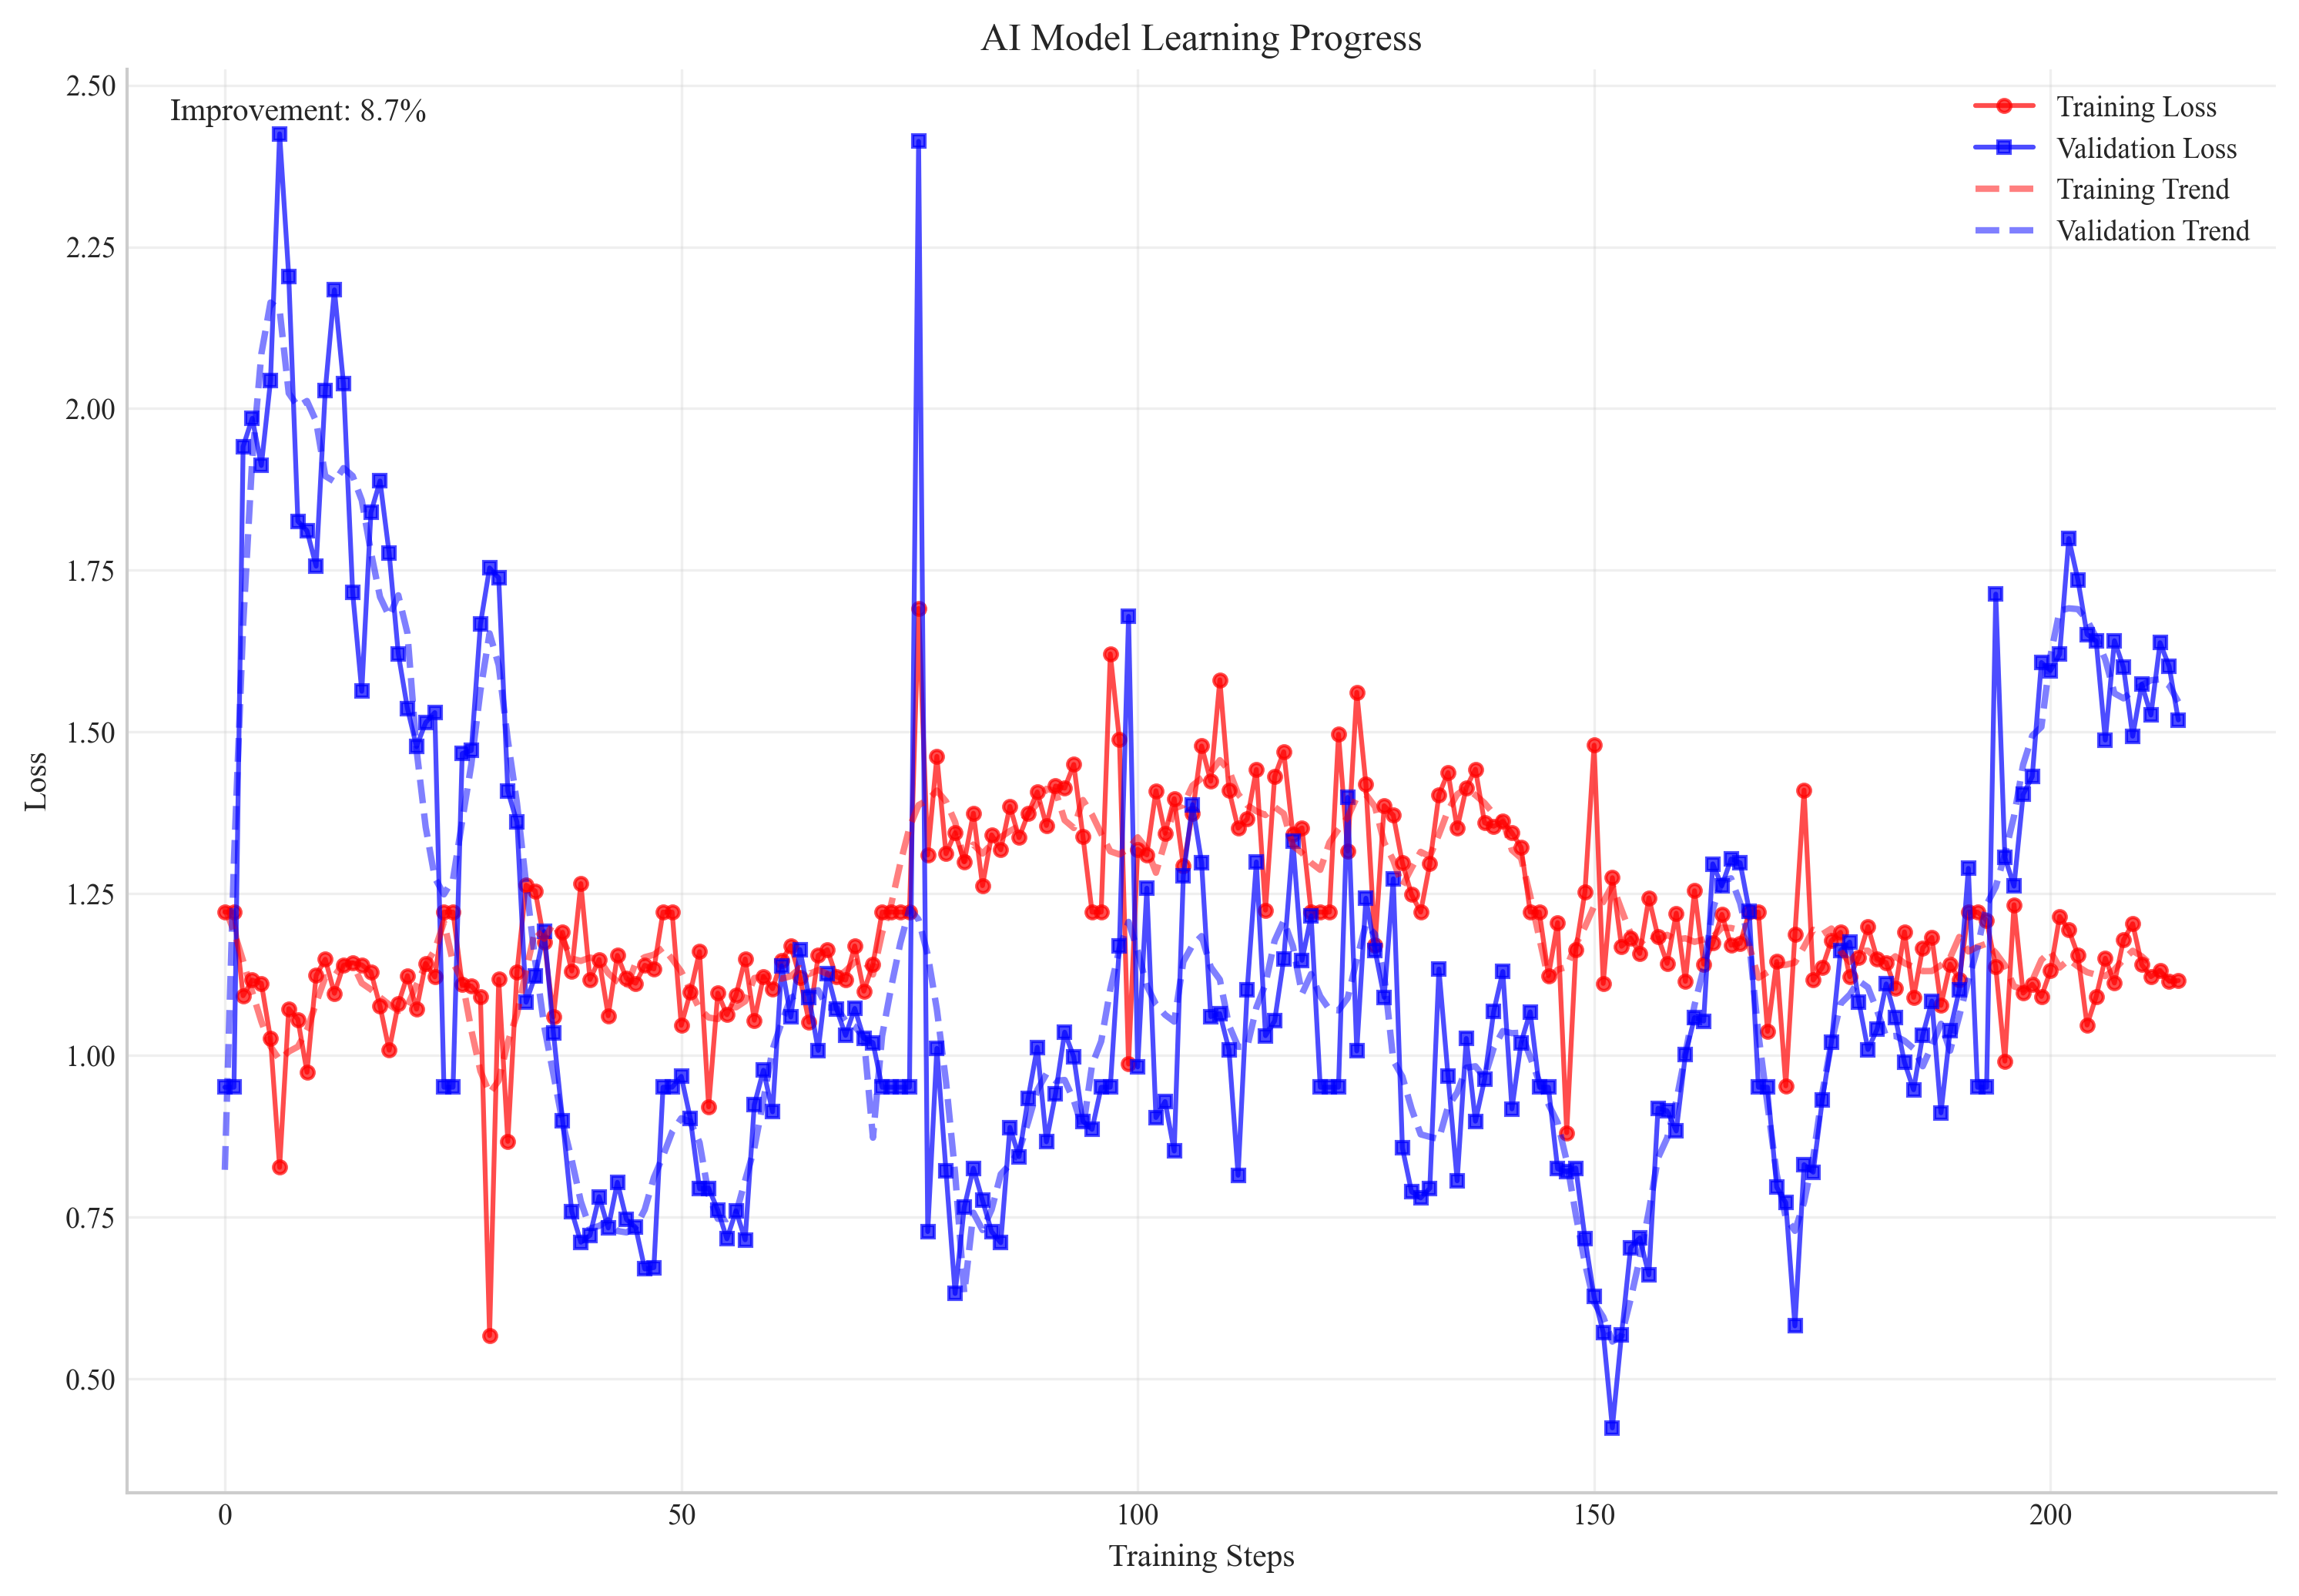 AI Model Learning Progress
Improvement: 8.7%
Training Loss
Validation Loss
Training Trend
Validation Trend
Loss
2.50
2.25
2.00
1.75
1.50
1.25
1.00
0.75
0.50
0
50
100
150
200
Training Steps